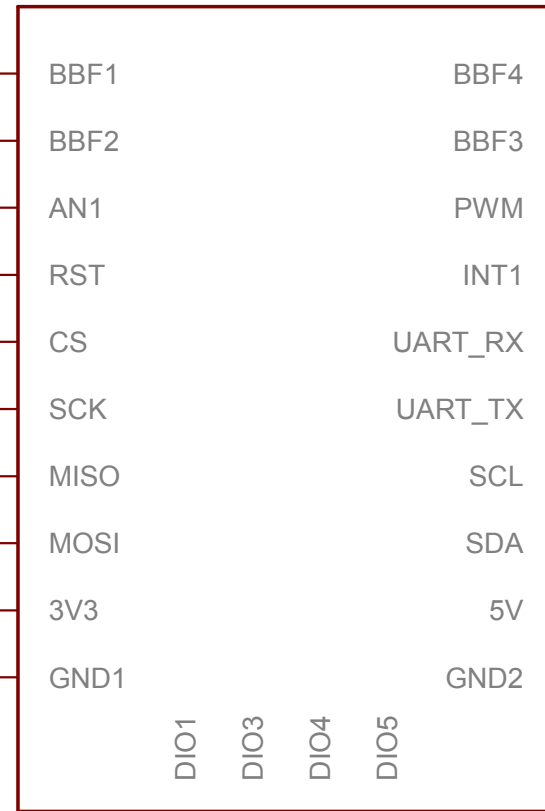 BBF1 BBF4
BBF2 BBF3
AN1 PWM
RST INT1
CS UART_RX
SCK UART_TX
MISO SCL
MOSI SDA
3V3 5V
GND1 GND2
DIO1 DIO3 DIO4 DIO5